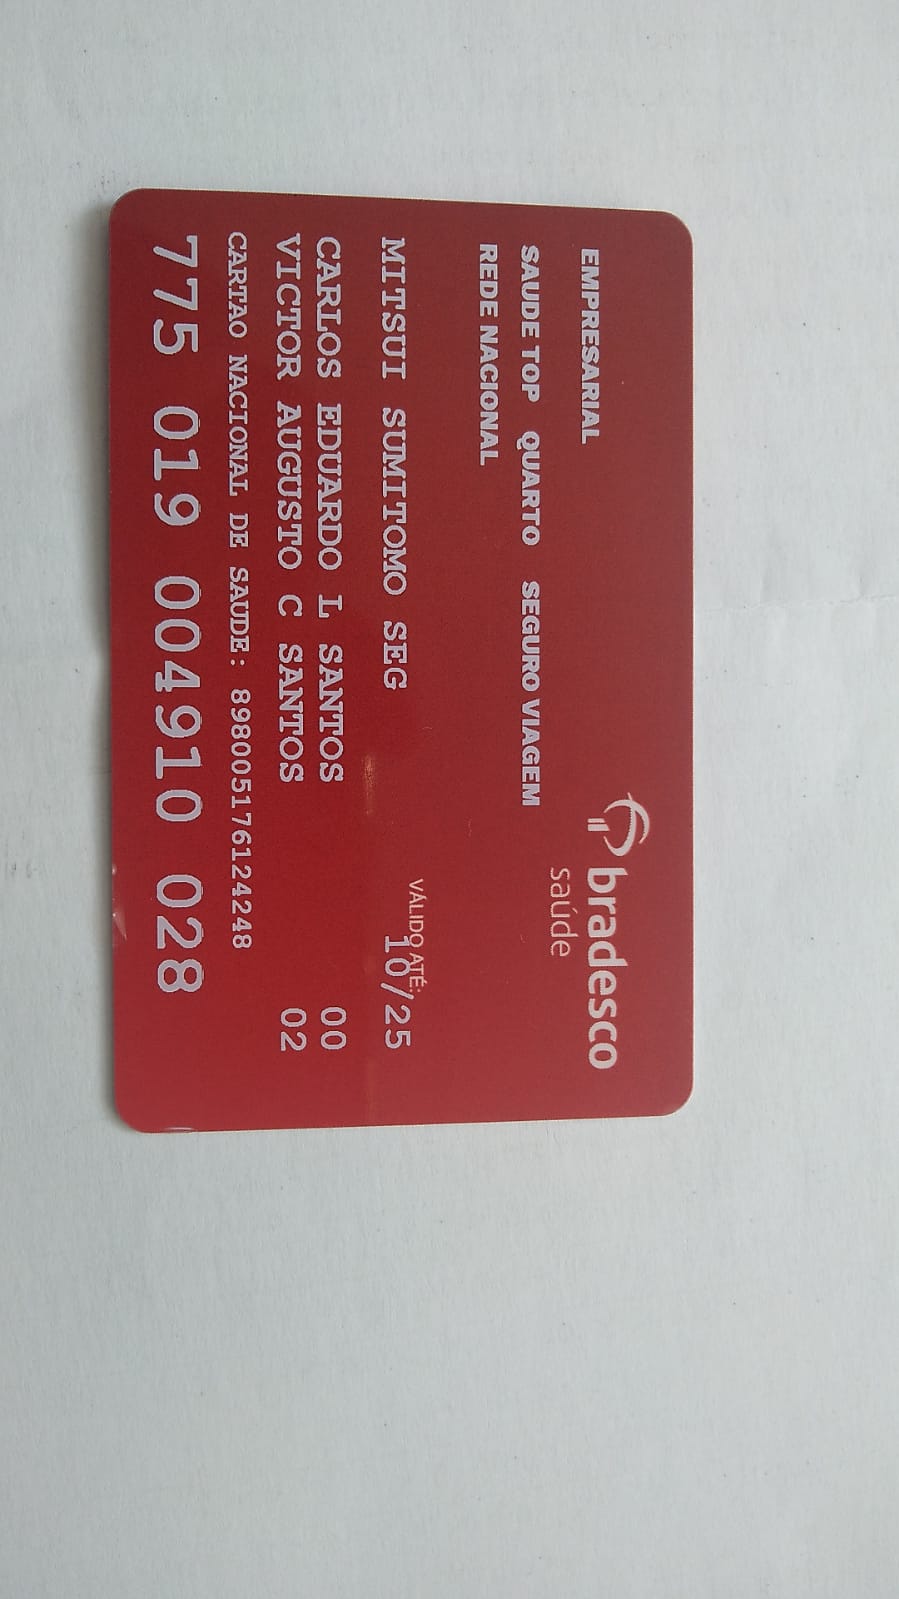 EMPRESARIAL
bradesco
saúde
SAUDE TOP QUARTO SEGURO VIAGEM
REDE NACIONAL
VÁLIDO ATÉ:
MITSUI SUMITOMO SEG 10/25
CARLOS EDUARDO L SANTOS 00
VICTOR AUGUSTO C SANTOS 02
CARTAO NACIONAL DE SAUDE: 898005176124248
775 019 004910 028